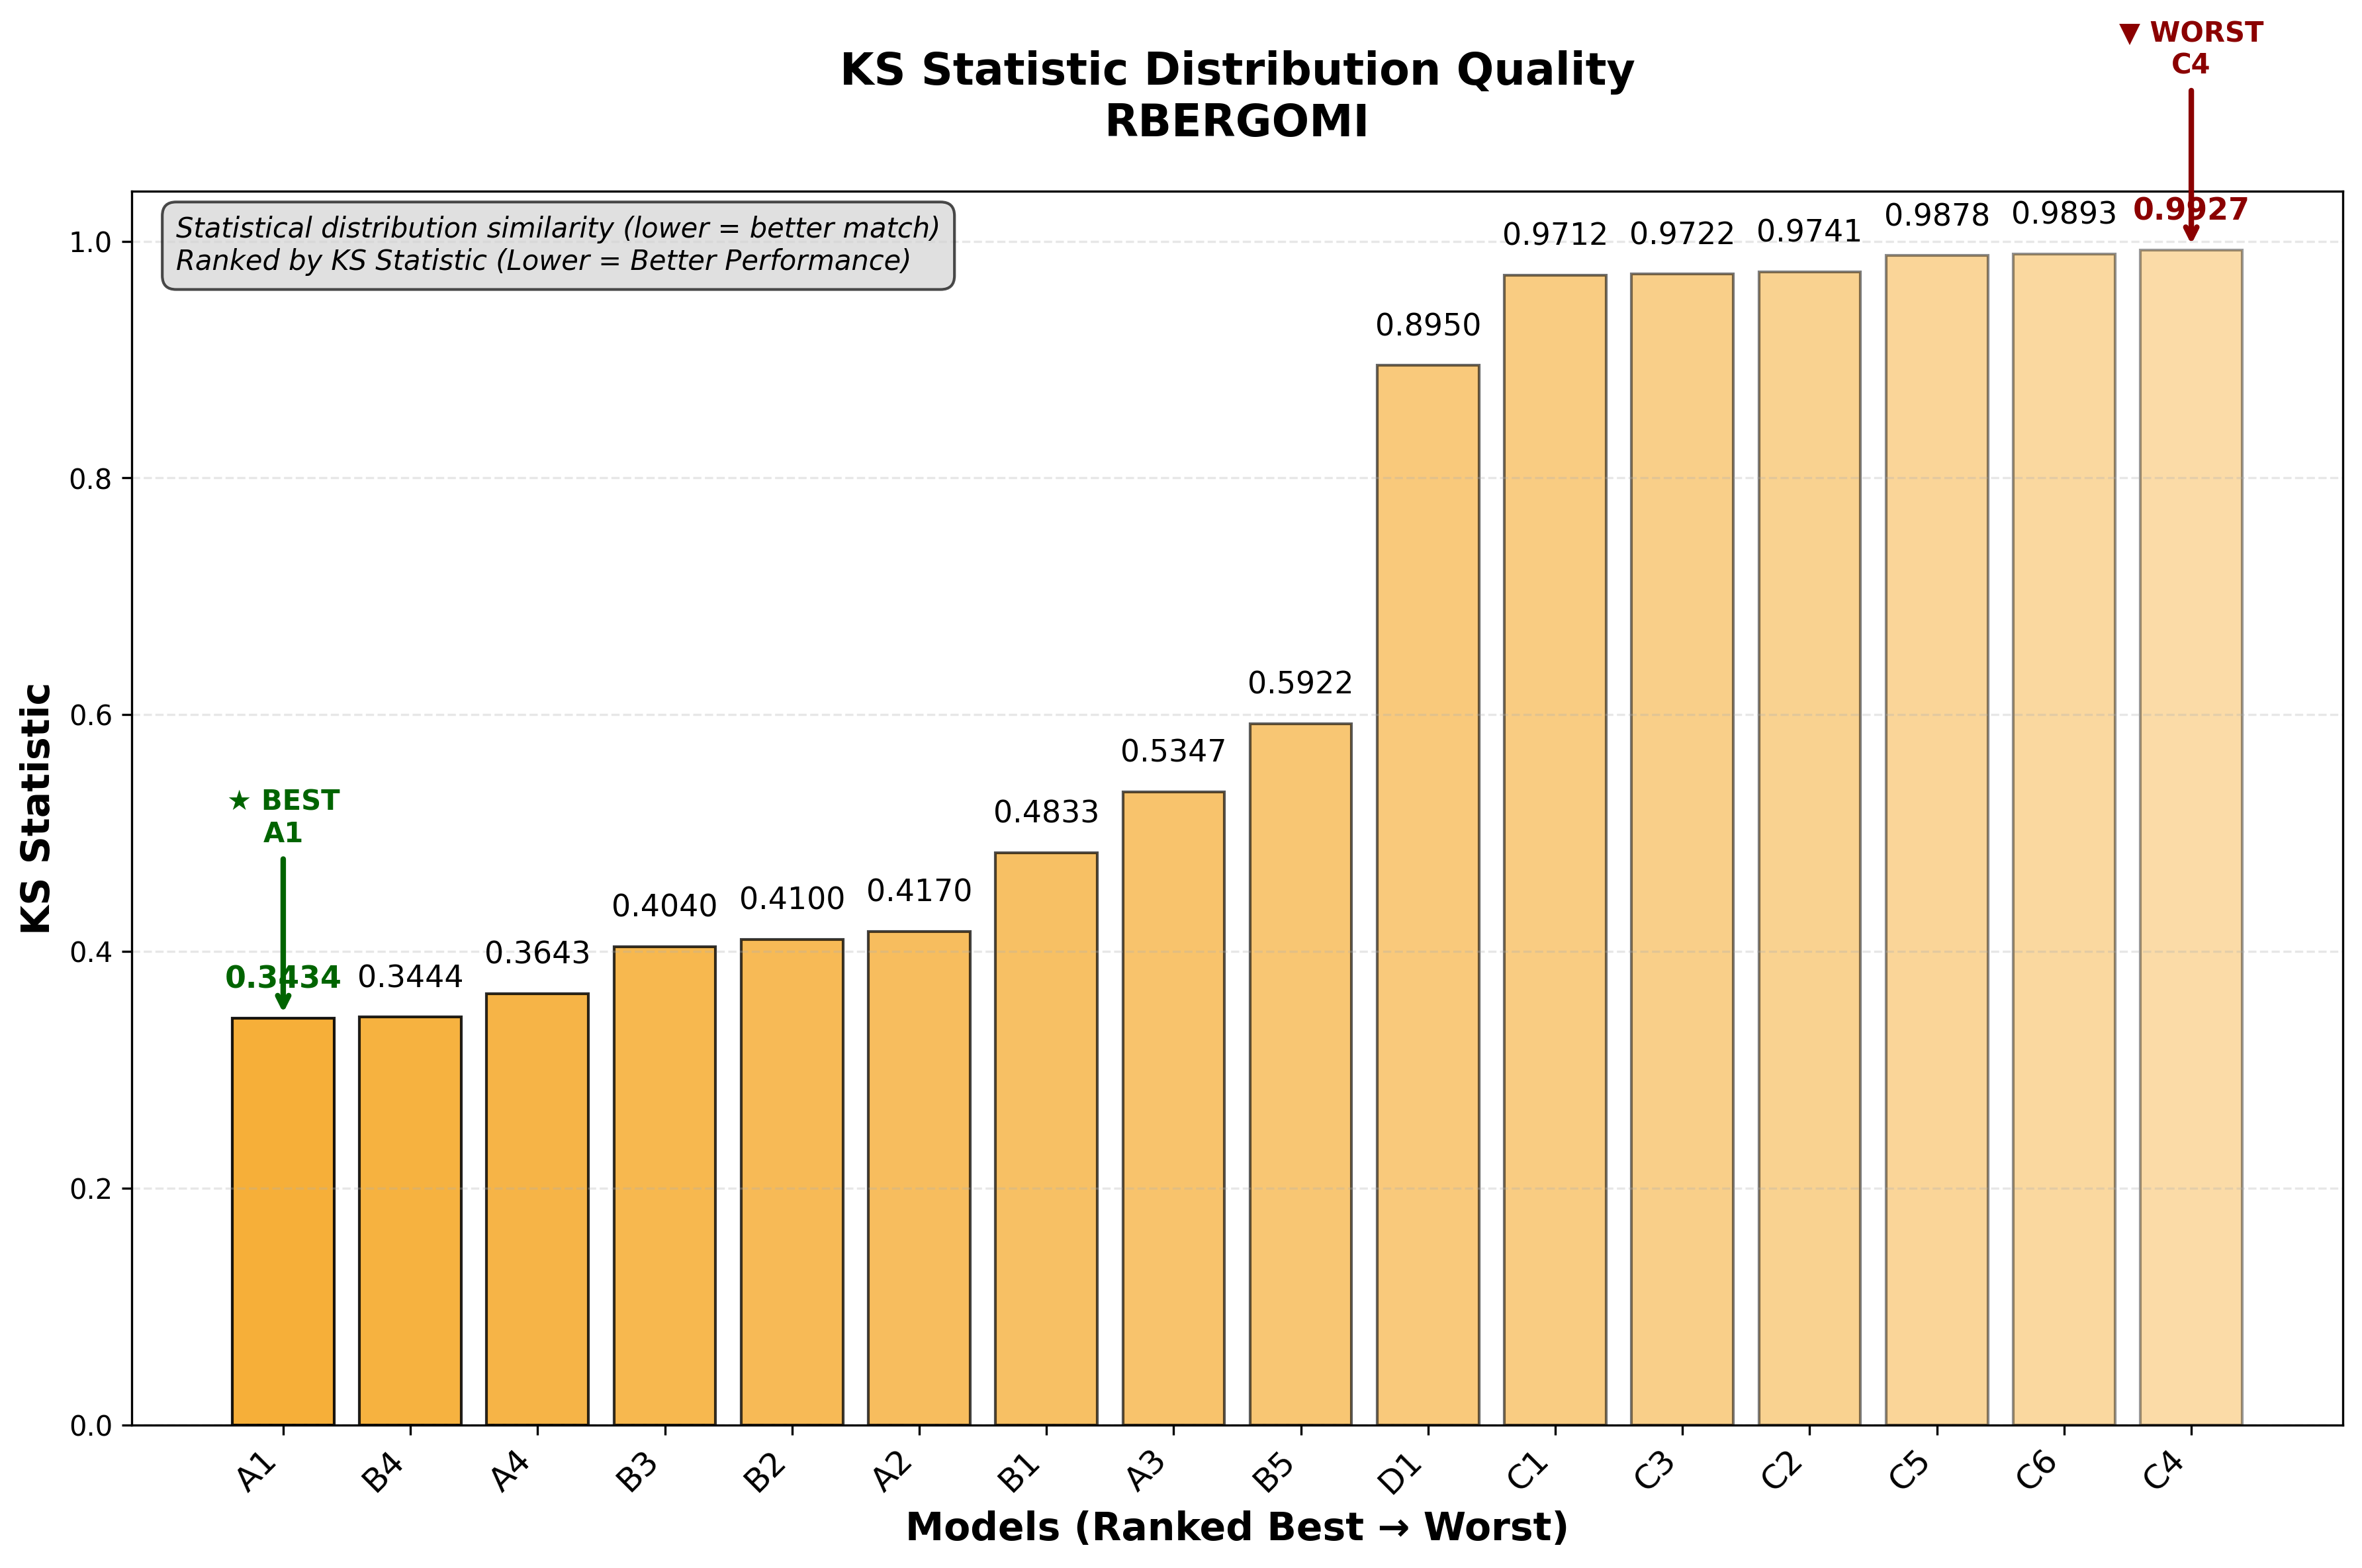 ▼ WORST
C4
KS Statistic Distribution Quality
RBERGOMI
Statistical distribution similarity (lower = better match)
Ranked by KS Statistic (Lower = Better Performance)
KS Statistic
1.0
0.8
0.6
0.4
0.2
0.0
★ BEST
A1
0.3434
0.3444
0.3643
0.4040
0.4100
0.4170
0.4833
0.5347
0.5922
0.8950
0.9712
0.9722
0.9741
0.9878
0.9893
0.9927
A1
B4
A4
B3
B2
A2
B1
A3
B5
D1
C1
C3
C2
C5
C6
C4
Models (Ranked Best → Worst)